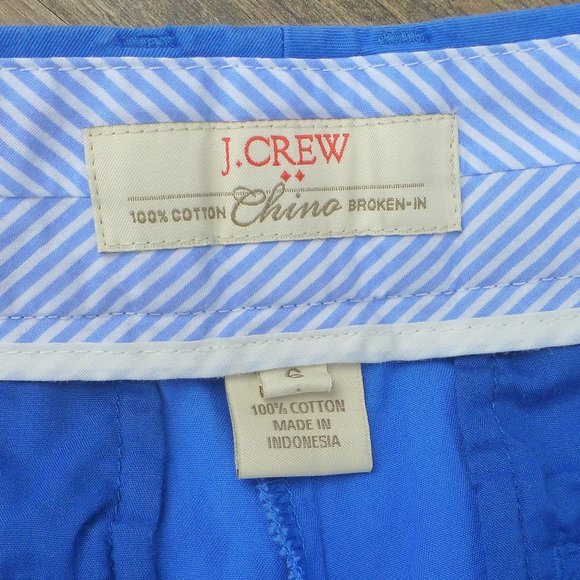 J.CREW
100% COTTON Chino BROKEN-IN
100% COTTON
MADE IN
INDONESIA